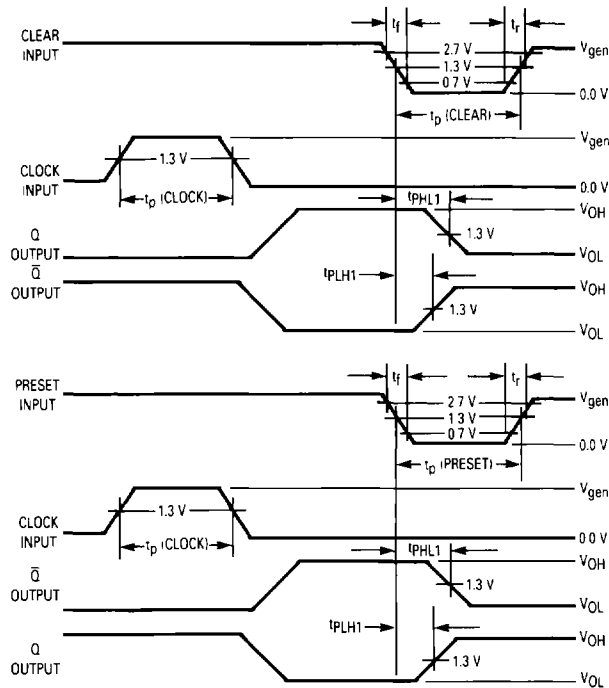 CLEAR
INPUT
tf
tr
2.7 V
1.3 V
0.7 V
Vgen
0.0 V
tp (CLEAR)
CLOCK
INPUT
1.3 V
tp (CLOCK)
Vgen
0.0 V
Q
OUTPUT
tPHL1
1.3 V
VOH
VOL
Q̅
OUTPUT
tPLH1
1.3 V
VOH
VOL
PRESET
INPUT
tf
tr
2.7 V
1.3 V
0.7 V
Vgen
0.0 V
tp (PRESET)
CLOCK
INPUT
1.3 V
tp (CLOCK)
Vgen
0.0 V
Q̅
OUTPUT
tPHL1
1.3 V
VOH
VOL
Q
OUTPUT
tPLH1
1.3 V
VOH
VOL